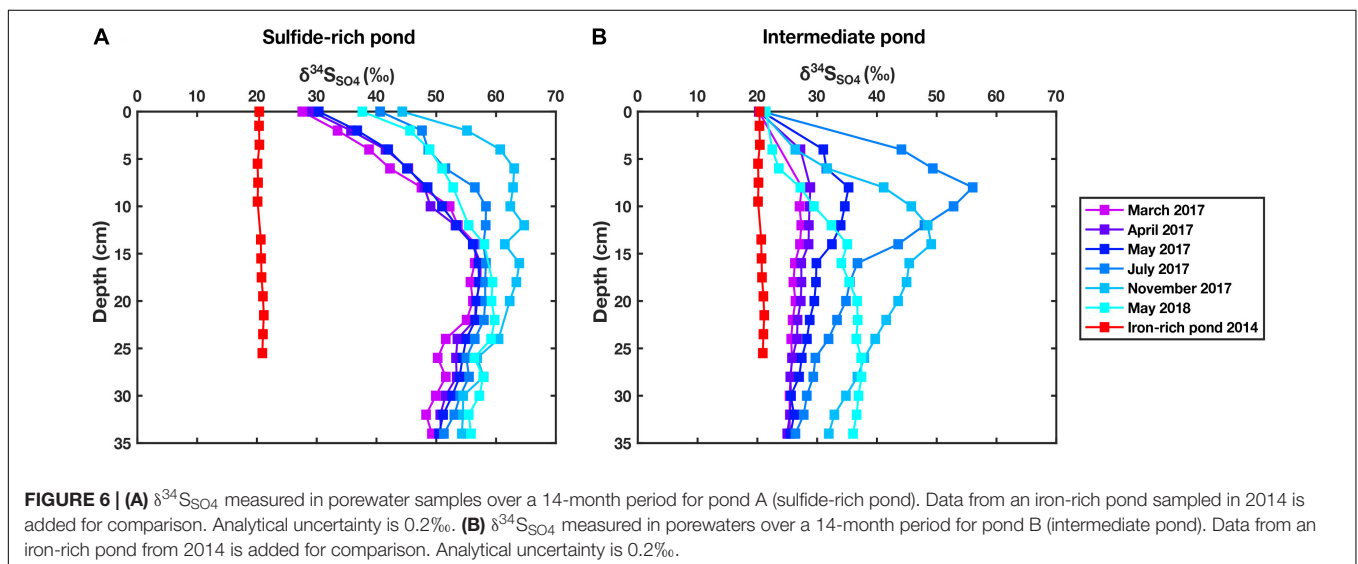 A
Sulfide-rich pond
δ34SSO4 (‰)
0 10 20 30 40 50 60 70
0
5
10
15
20
25
30
35
Depth (cm)
B
Intermediate pond
δ34SSO4 (‰)
0 10 20 30 40 50 60 70
0
5
10
15
20
25
30
35
Depth (cm)
March 2017
April 2017
May 2017
July 2017
November 2017
May 2018
Iron-rich pond 2014
FIGURE 6 | (A) δ34SSO4 measured in porewater samples over a 14-month period for pond A (sulfide-rich pond). Data from an iron-rich pond sampled in 2014 is
added for comparison. Analytical uncertainty is 0.2‰. (B) δ34SSO4 measured in porewaters over a 14-month period for pond B (intermediate pond). Data from an
iron-rich pond from 2014 is added for comparison. Analytical uncertainty is 0.2‰.